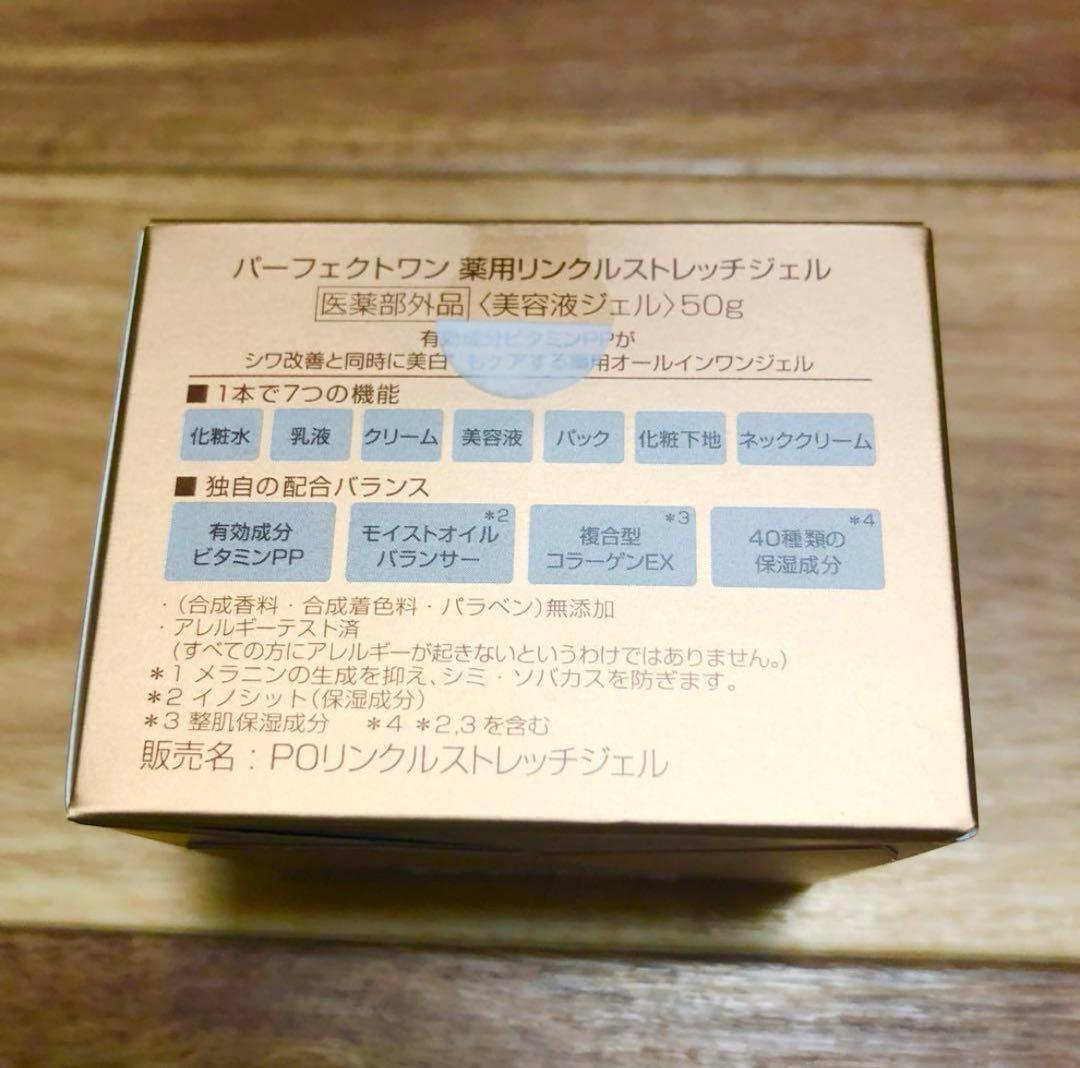 パーフェクトワン 薬用リンクルストレッチジェル
医薬部外品〈美容液ジェル〉50g
有効成分ビタミンPPが
シワ改善と同時に美白*1もケアする薬用オールインワンジェル
■1本で7つの機能
化粧水 乳液 クリーム 美容液 パック 化粧下地 ネッククリーム
■独自の配合バランス
有効成分 モイストオイル*2 複合型*3 40種類の*4
ビタミンPP バランサー コラーゲンEX 保湿成分
・(合成香料・合成着色料・パラベン)無添加
・アレルギーテスト済
(すべての方にアレルギーが起きないというわけではありません。)
*1 メラニンの生成を抑え、シミ・ソバカスを防ぎます。
*2 イノシット(保湿成分)
*3 整肌保湿成分 *4 *2,3を含む
販売名:POリンクルストレッチジェル